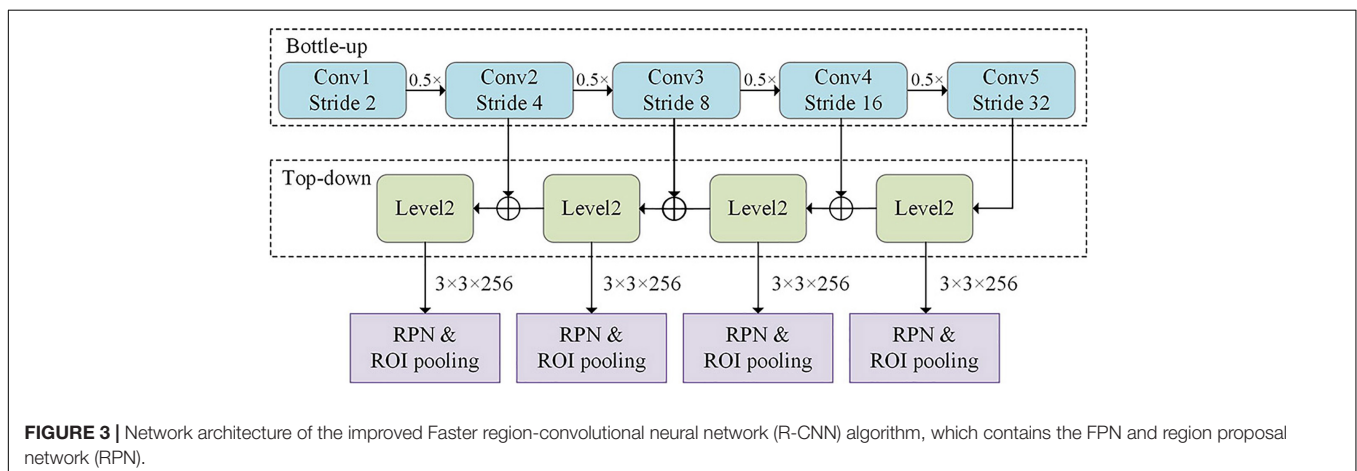 Bottle-up
Conv1
Stride 2
0.5×
Conv2
Stride 4
0.5×
Conv3
Stride 8
0.5×
Conv4
Stride 16
0.5×
Conv5
Stride 32
Top-down
Level2
Level2
Level2
Level2
3×3×256
3×3×256
3×3×256
3×3×256
RPN &
ROI pooling
RPN &
ROI pooling
RPN &
ROI pooling
RPN &
ROI pooling
FIGURE 3 | Network architecture of the improved Faster region-convolutional neural network (R-CNN) algorithm, which contains the FPN and region proposal
network (RPN).